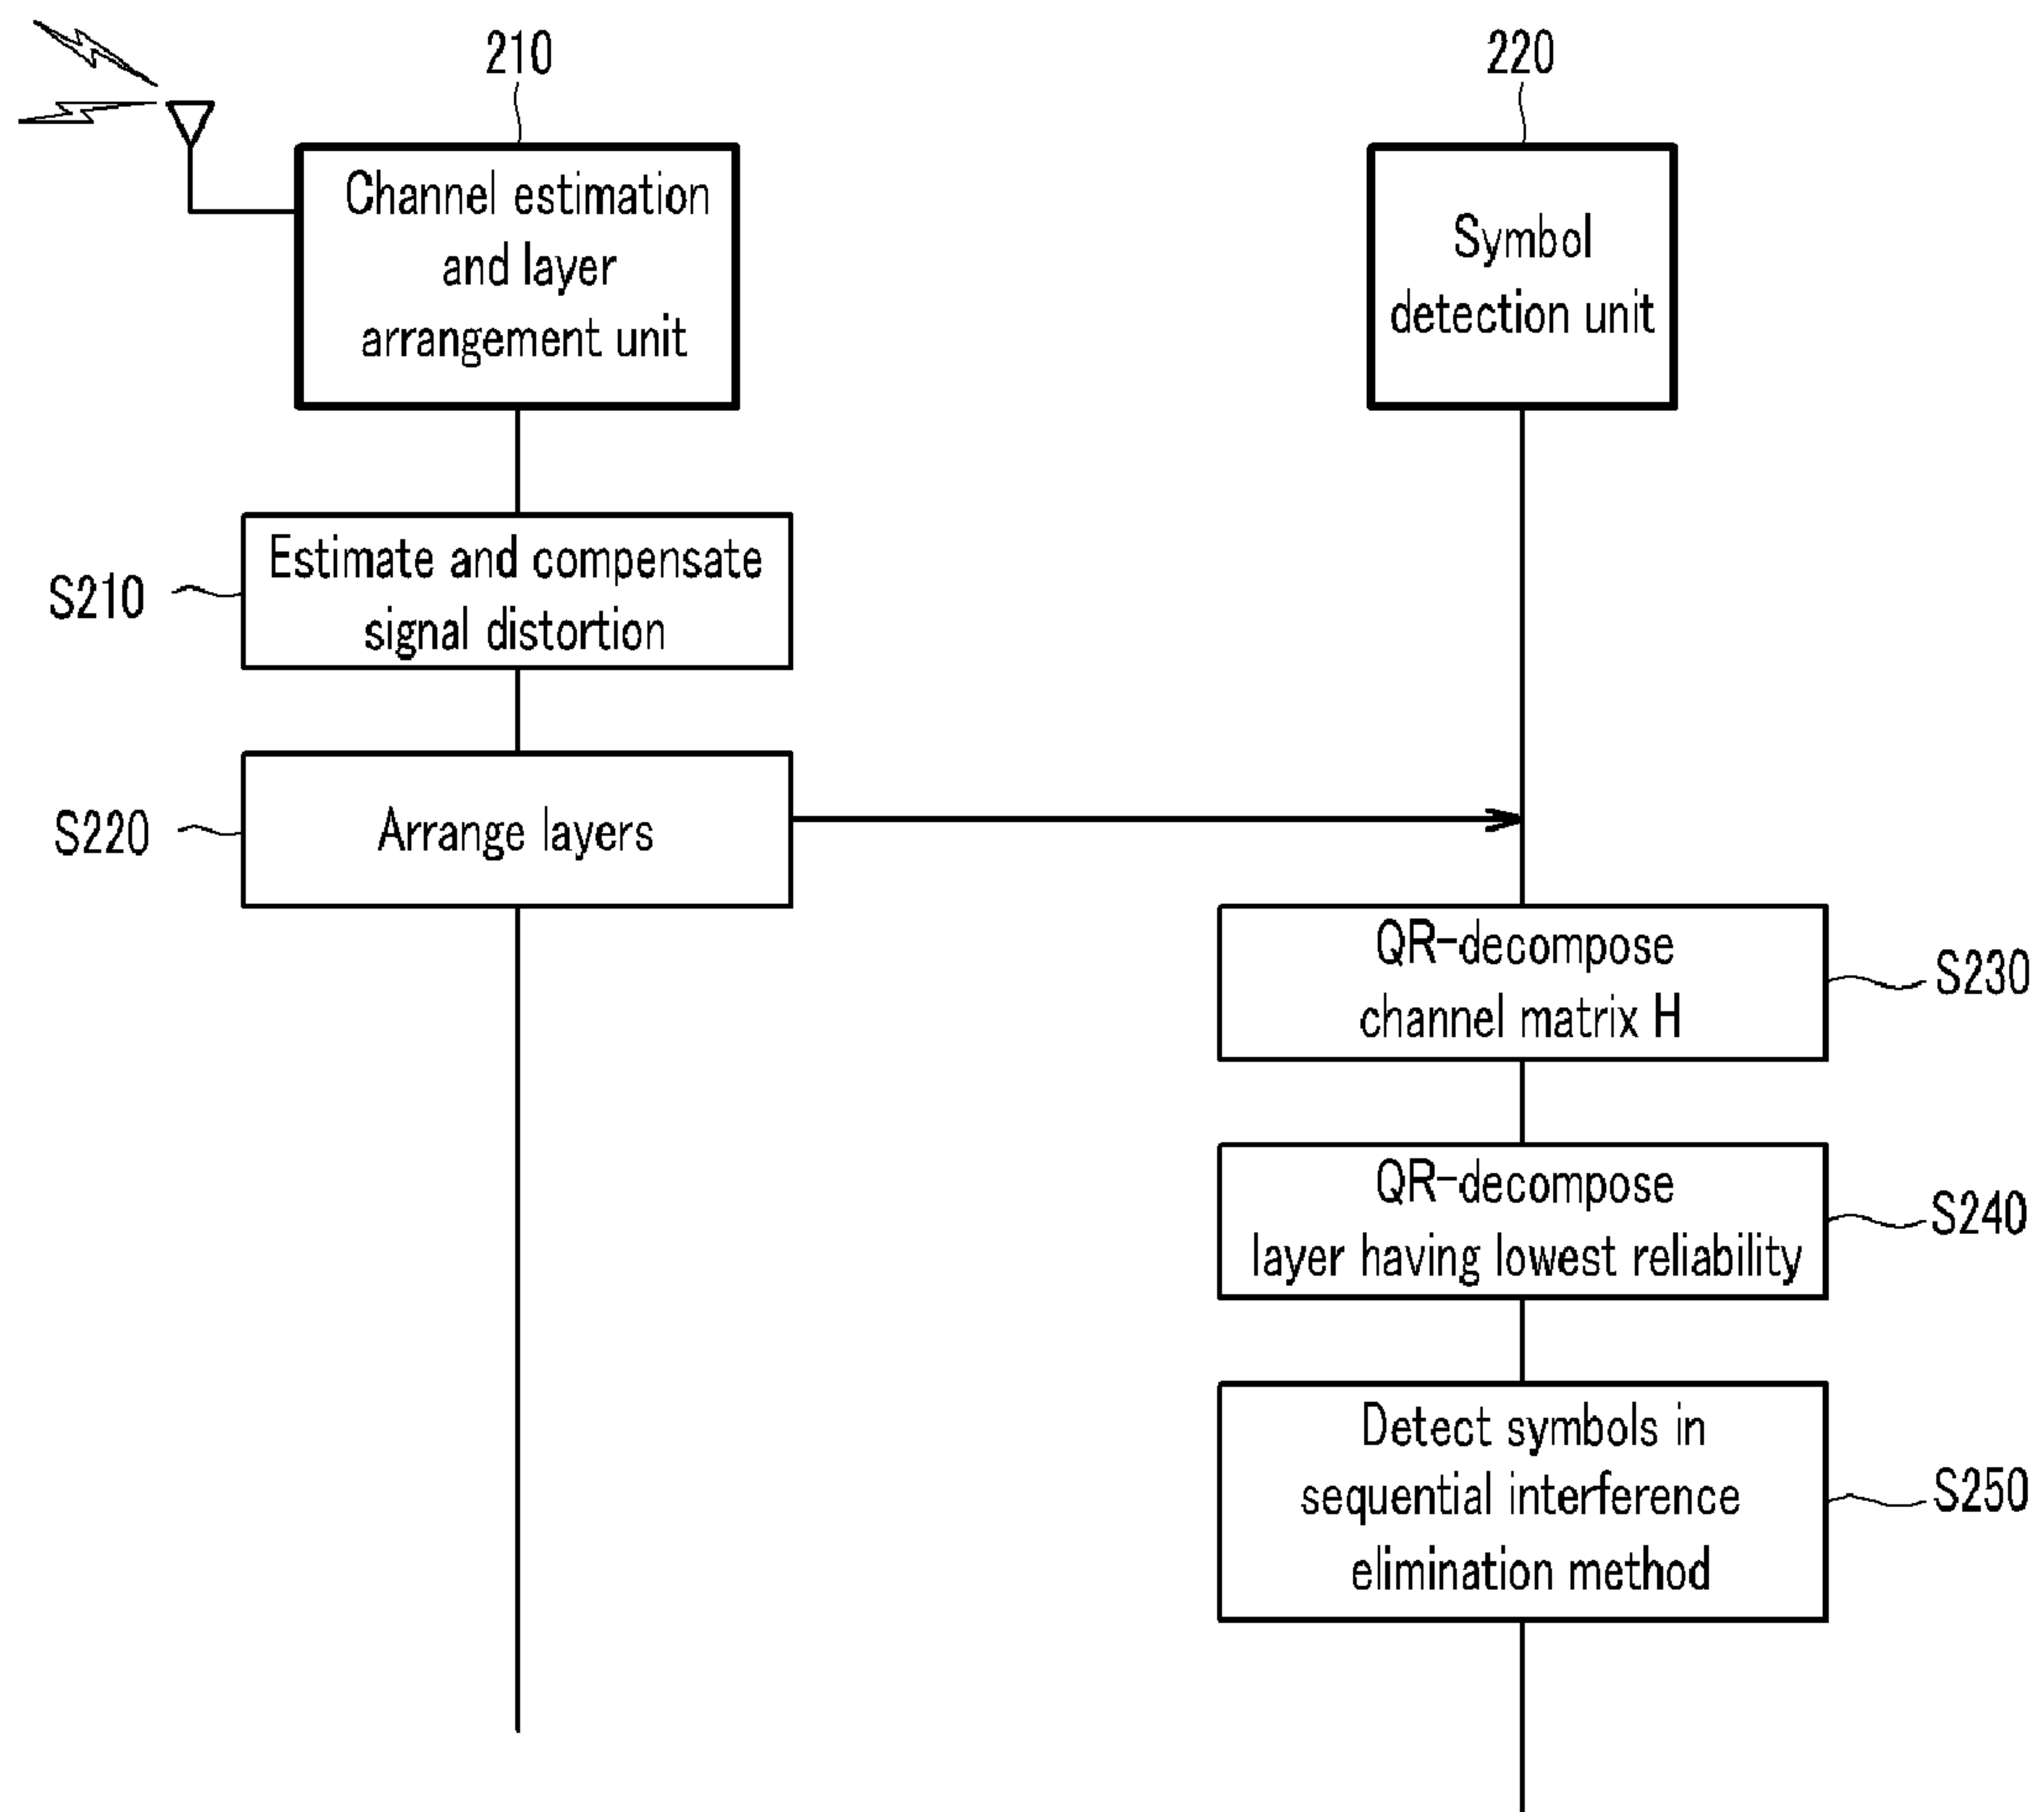 210
220
Channel estimation
and layer
arrangement unit
Symbol
detection unit
S210
Estimate and compensate
signal distortion
S220
Arrange layers
QR-decompose
channel matrix H
S230
QR-decompose
layer having lowest reliability
S240
Detect symbols in
sequential interference
elimination method
S250